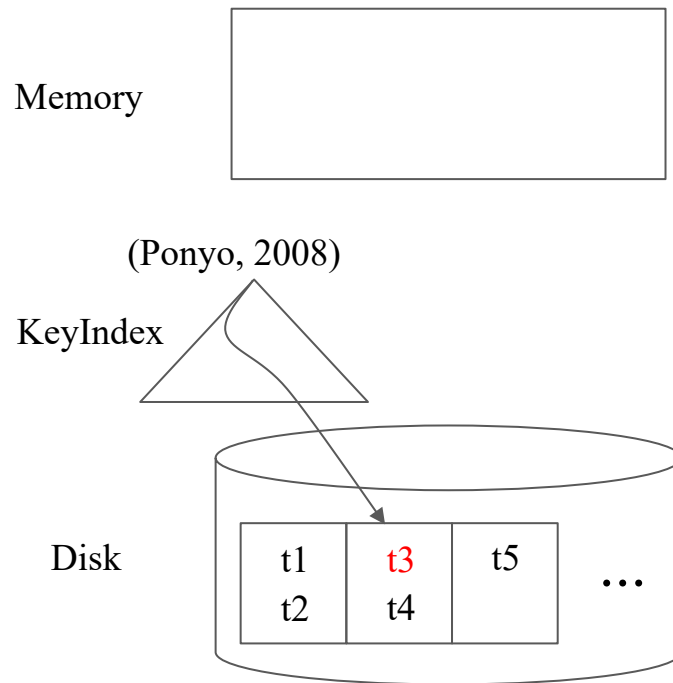 Memory
(Ponyo, 2008)
KeyIndex
Disk
t1 t3 t5 ...
t2 t4